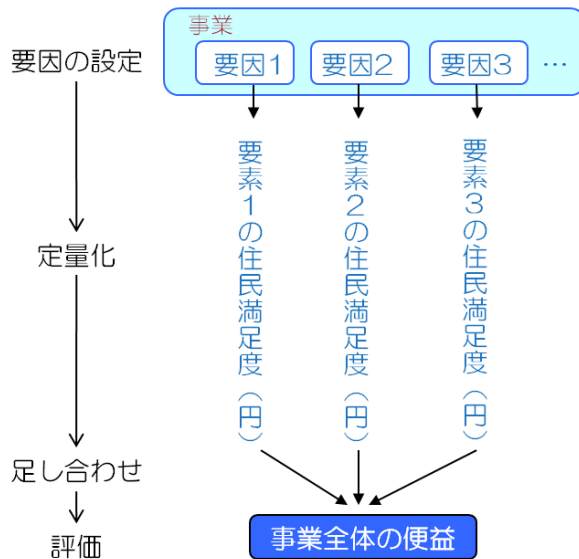 事業
要因の設定
要因1
要因2
要因3
…
要素1の住民満足度（円）
要素2の住民満足度（円）
要素3の住民満足度（円）
定量化
足し合わせ
評価
事業全体の便益